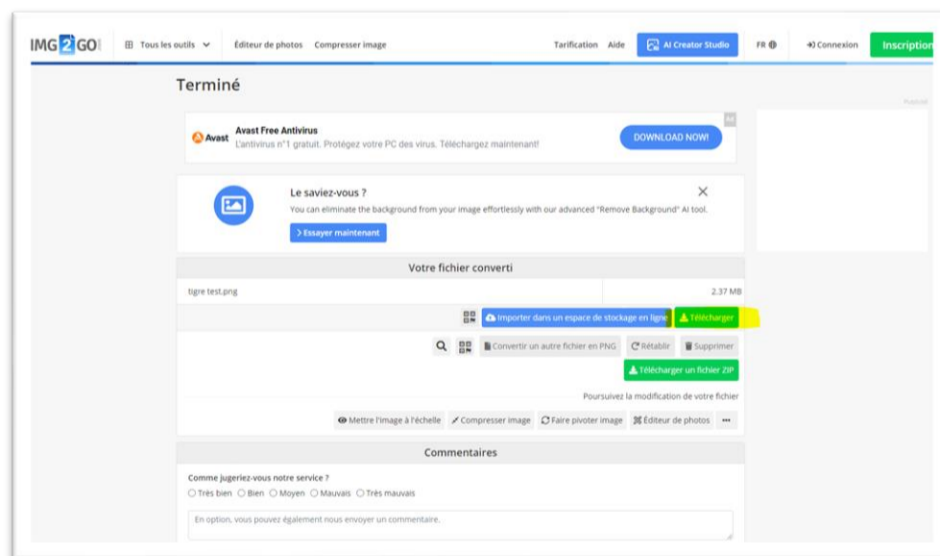 IMG2GO
Tous les outils Éditeur de photos Compresser image Tarification Aide AI Creator Studio FR Connexion Inscription
Terminé
Publicité
Ad
Avast Avast Free Antivirus
L'antivirus n°1 gratuit. Protégez votre PC des virus. Téléchargez maintenant!
DOWNLOAD NOW!
Le saviez-vous ?
You can eliminate the background from your image effortlessly with our advanced "Remove Background" AI tool.
Essayer maintenant
Votre fichier converti
tigre test.png 2.37 MB
Importer dans un espace de stockage en ligne Télécharger
Convertir un autre fichier en PNG Rétablir Supprimer
Télécharger un fichier ZIP
Poursuivez la modification de votre fichier
Mettre l'image à l'échelle Compresser image Faire pivoter image Éditeur de photos
Commentaires
Comme jugeriez-vous notre service ?
Très bien Bien Moyen Mauvais Très mauvais
En option, vous pouvez également nous envoyer un commentaire.